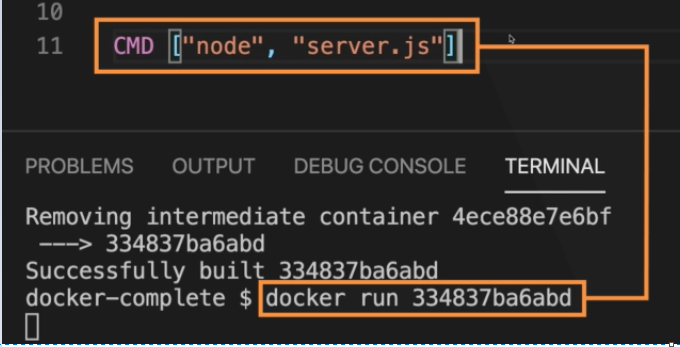 10
11 CMD ["node", "server.js"]
PROBLEMS OUTPUT DEBUG CONSOLE TERMINAL
Removing intermediate container 4ece88e7e6bf
---> 334837ba6abd
Successfully built 334837ba6abd
docker-complete $ docker run 334837ba6abd